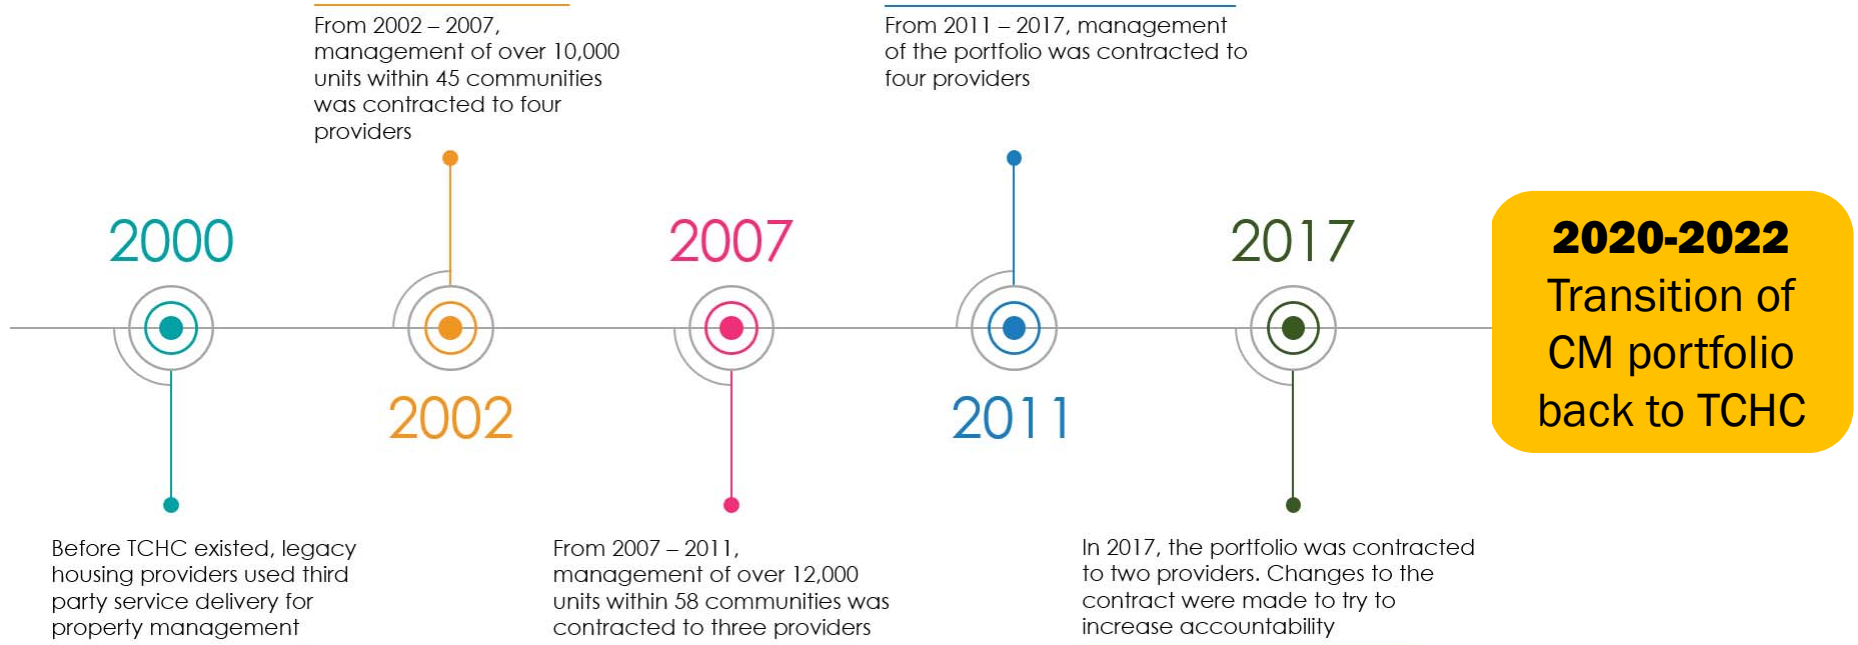 From 2002 – 2007,
management of over 10,000
units within 45 communities
was contracted to four
providers
From 2011 – 2017, management
of the portfolio was contracted to
four providers
2000
2002
2007
2011
2017
2020-2022
Transition of
CM portfolio
back to TCHC
Before TCHC existed, legacy
housing providers used third
party service delivery for
property management
From 2007 – 2011,
management of over 12,000
units within 58 communities was
contracted to three providers
In 2017, the portfolio was contracted
to two providers. Changes to the
contract were made to try to
increase accountability